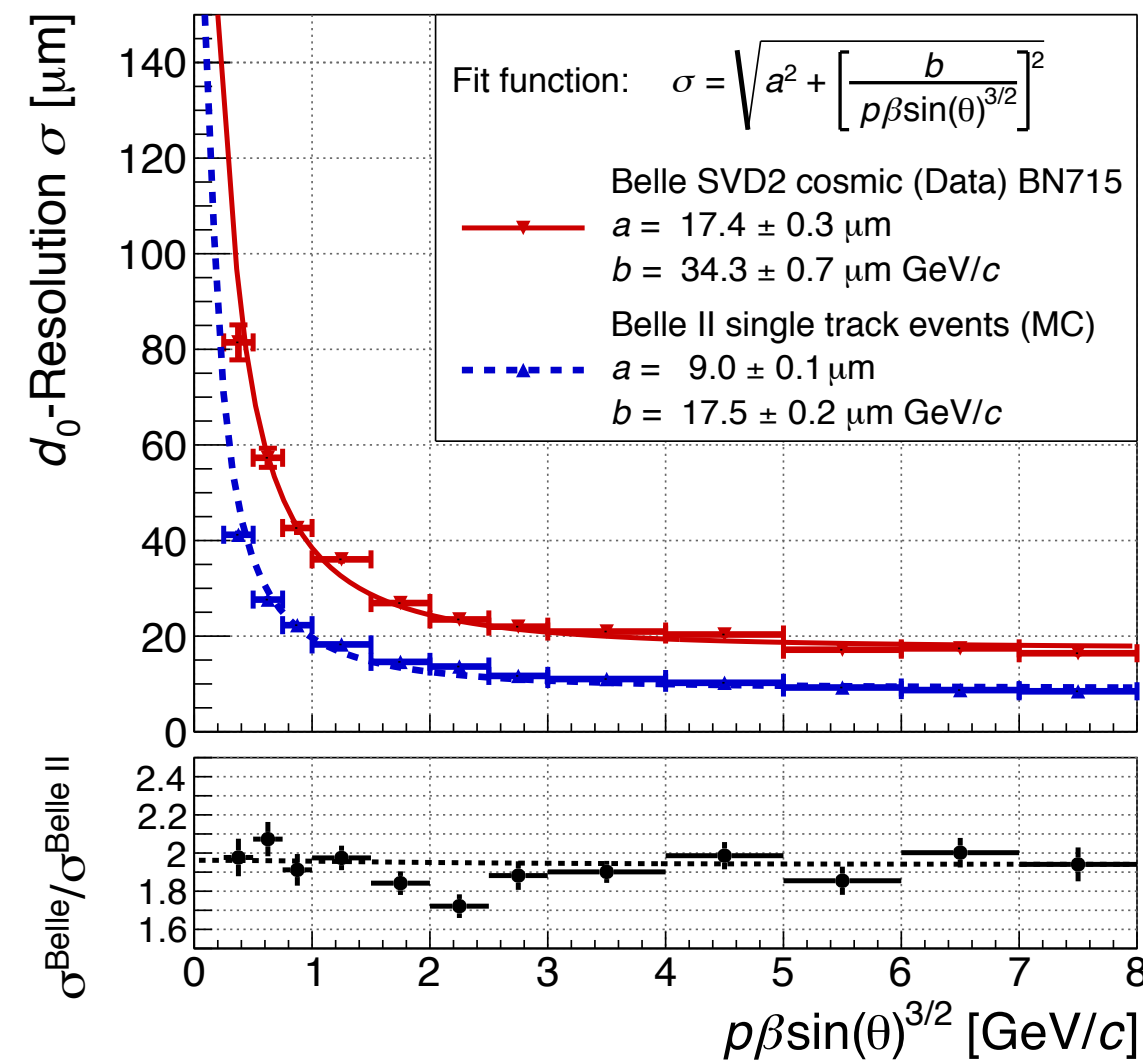 d₀-Resolution σ [μm]
140
120
100
80
60
40
20
0
Fit function: σ = √(a² + [b / pβsin(θ)^3/2]²)
Belle SVD2 cosmic (Data) BN715
a = 17.4 ± 0.3 μm
b = 34.3 ± 0.7 μm GeV/c
Belle II single track events (MC)
a = 9.0 ± 0.1 μm
b = 17.5 ± 0.2 μm GeV/c
σ^Belle/σ^Belle II
2.4
2.2
2
1.8
1.6
0 1 2 3 4 5 6 7 8
pβsin(θ)^3/2 [GeV/c]